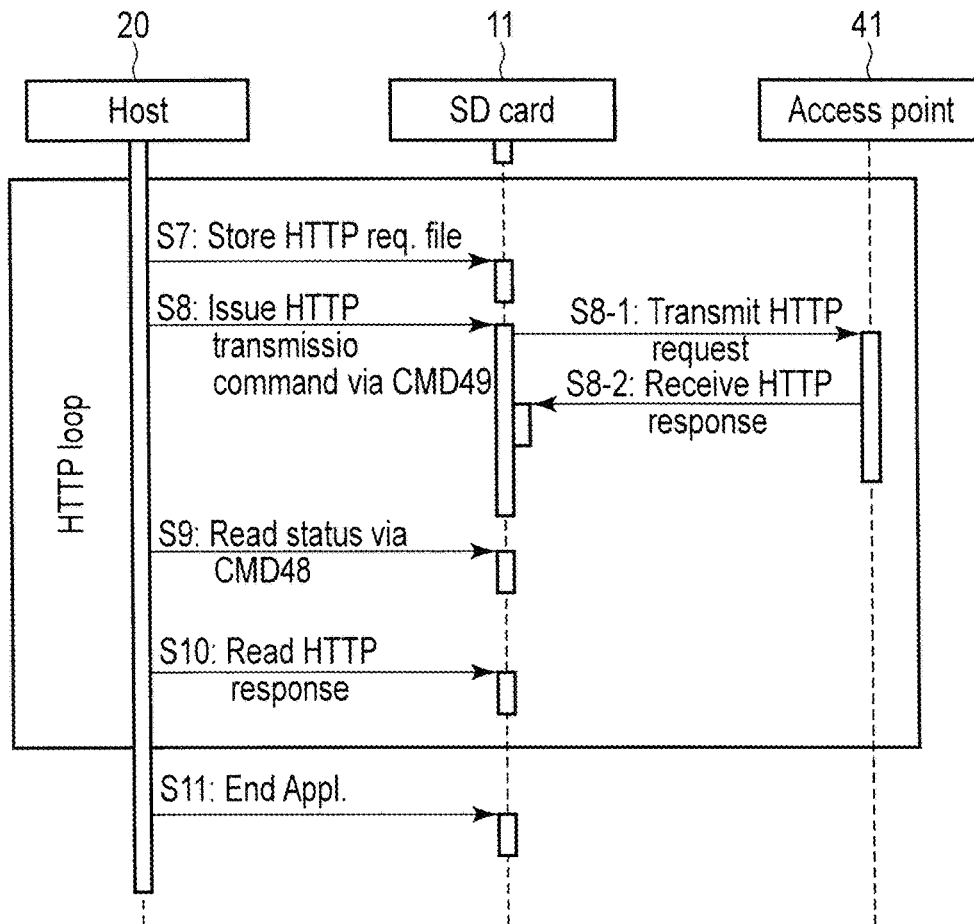 20
11
41
Host
SD card
Access point
S7: Store HTTP req. file
S8: Issue HTTP
transmissio
command via CMD49
S8-1: Transmit HTTP
request
S8-2: Receive HTTP
response
HTTP loop
S9: Read status via
CMD48
S10: Read HTTP
response
S11: End Appl.